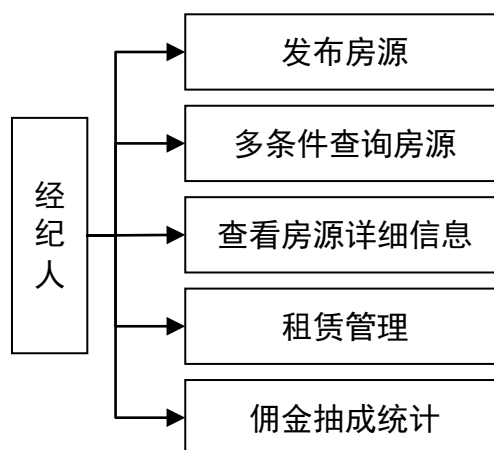 经纪人
发布房源
多条件查询房源
查看房源详细信息
租赁管理
佣金抽成统计